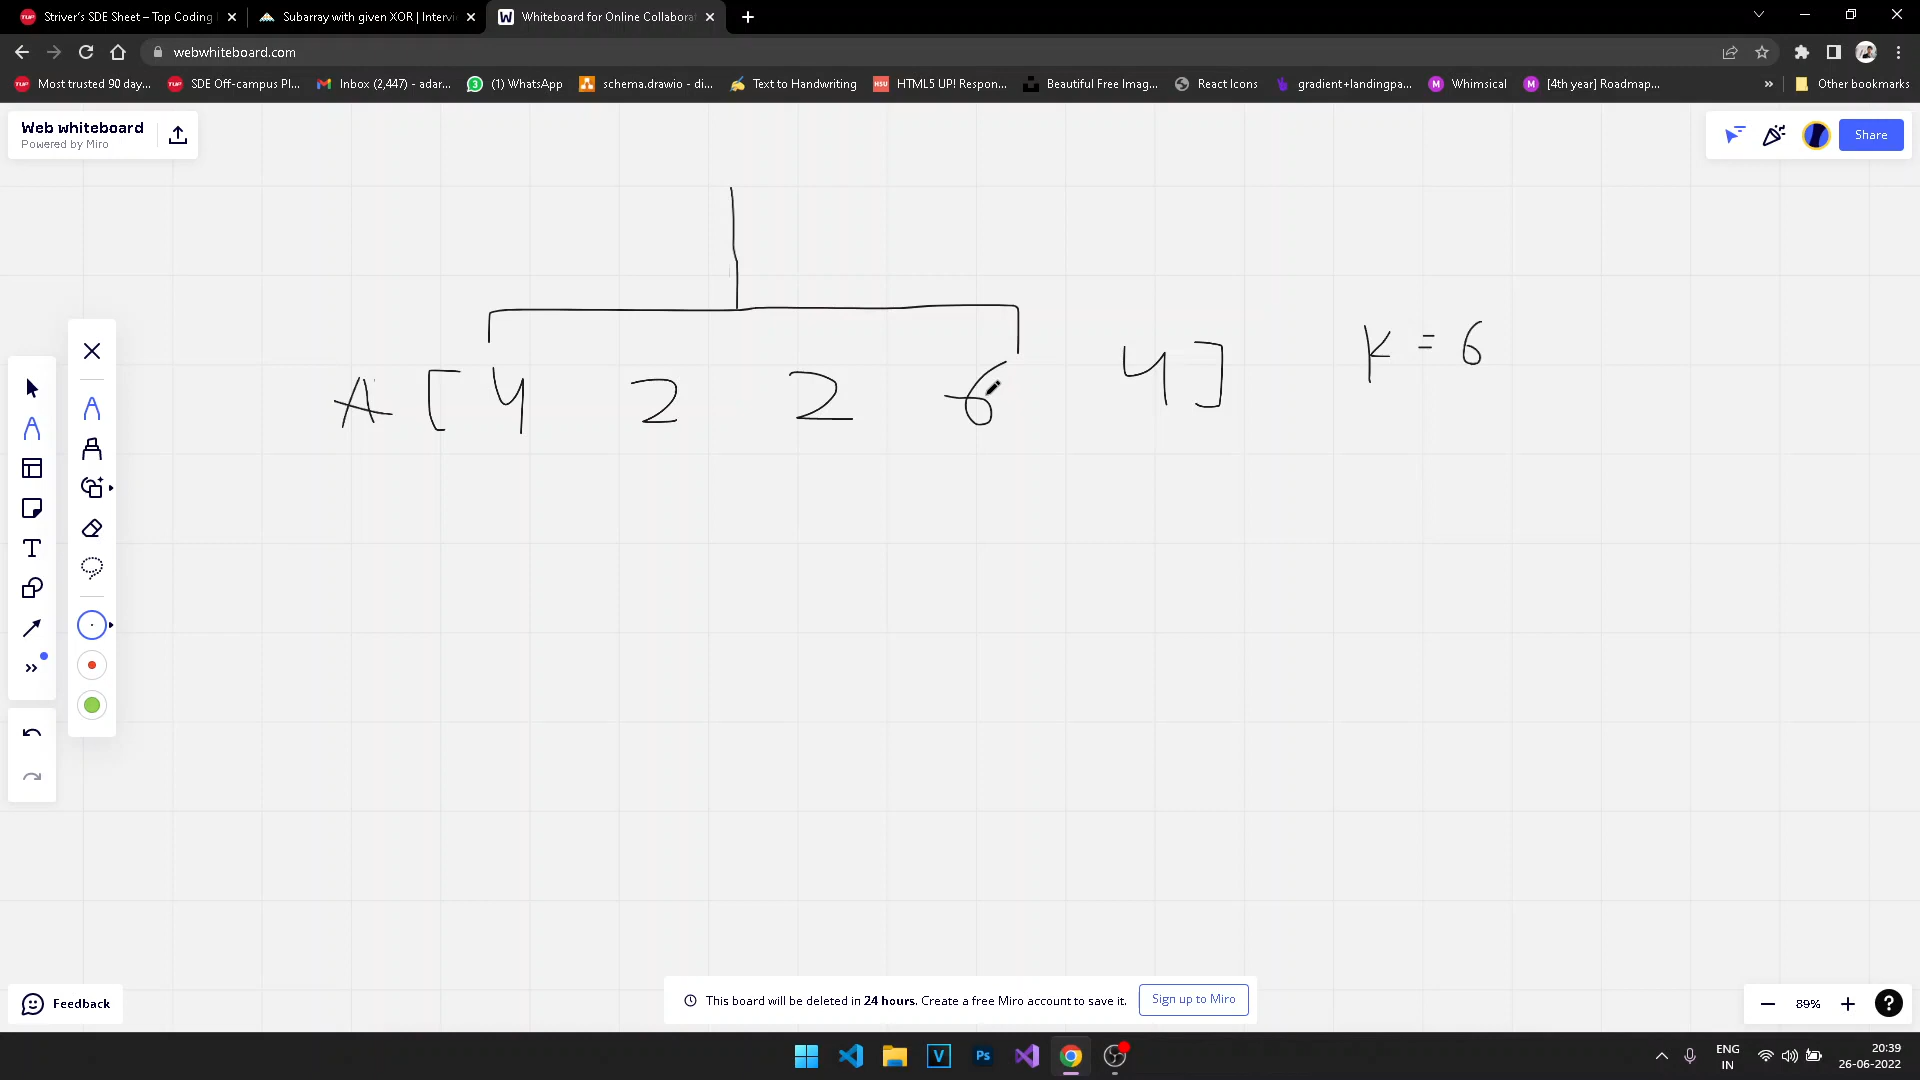 Striver's SDE Sheet – Top Coding
Subarray with given XOR | Intervi
Whiteboard for Online Collaborat
webwhiteboard.com
Most trusted 90 day...
SDE Off-campus Pl...
Inbox (2,447) - adar...
(1) WhatsApp
schema.drawio - di...
Text to Handwriting
HTML5 UP! Respon...
Beautiful Free Imag...
React Icons
gradient+landingpa...
Whimsical
[4th year] Roadmap...
Other bookmarks
Web whiteboard
Powered by Miro
Share
K = 6
A [ 4 2 2 6 4 ]
Feedback
This board will be deleted in 24 hours. Create a free Miro account to save it.
Sign up to Miro
89%
ENG
IN
20:39
26-06-2022